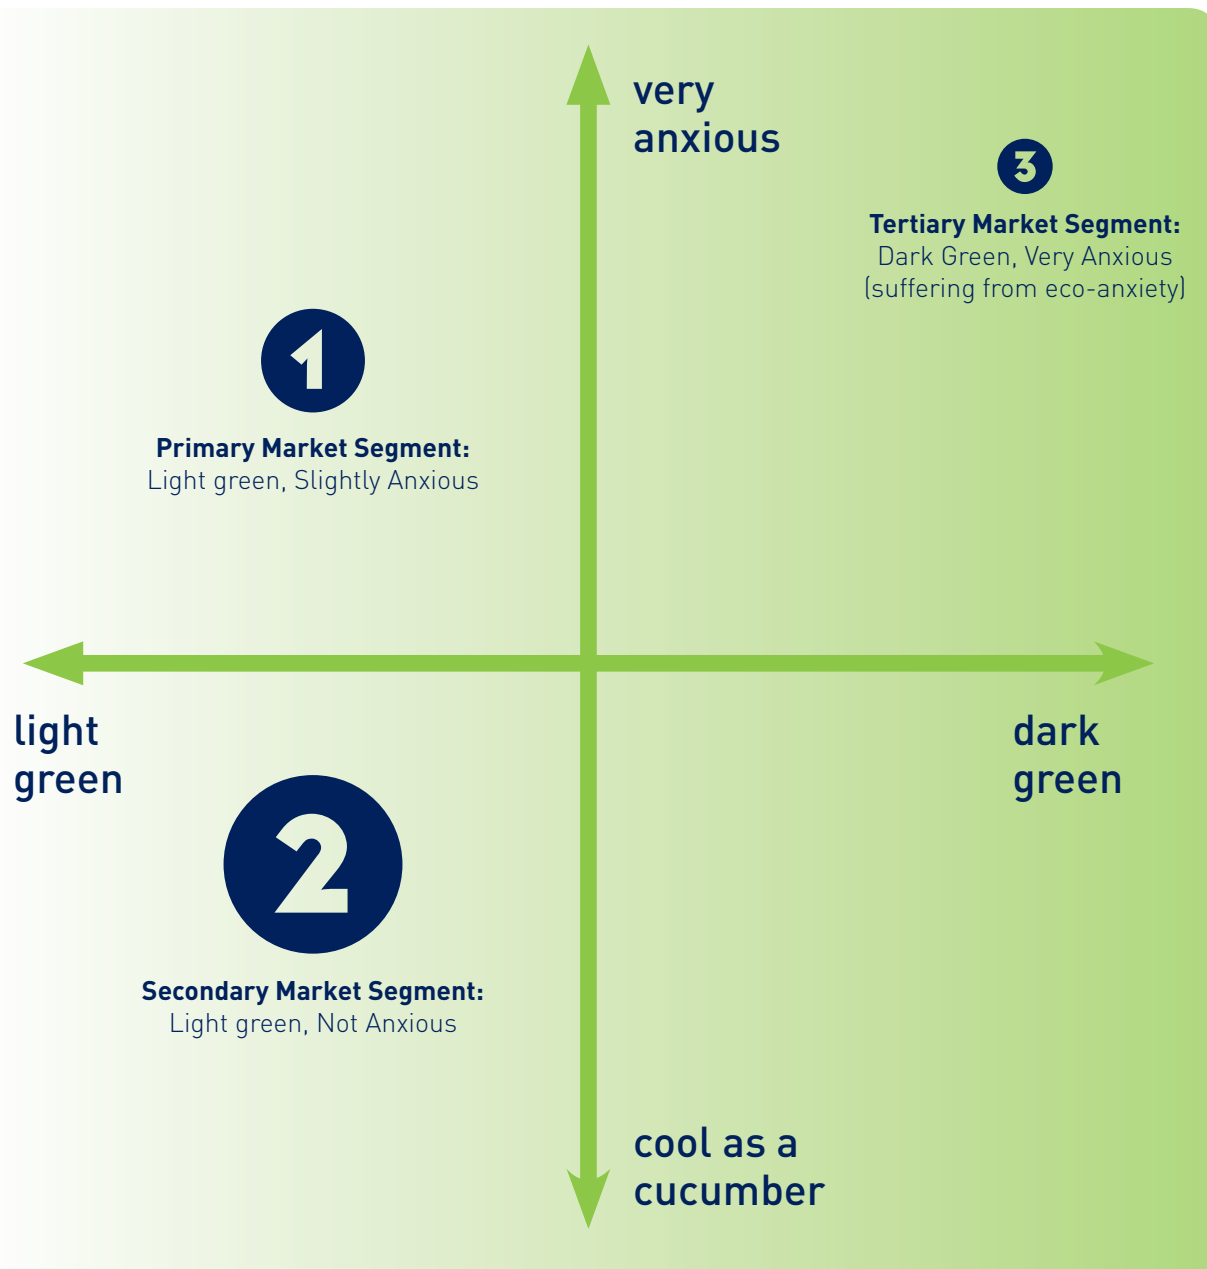 very
anxious
3
Tertiary Market Segment:
Dark Green, Very Anxious
(suffering from eco-anxiety)
1
Primary Market Segment:
Light green, Slightly Anxious
light
green
dark
green
2
Secondary Market Segment:
Light green, Not Anxious
cool as a
cucumber